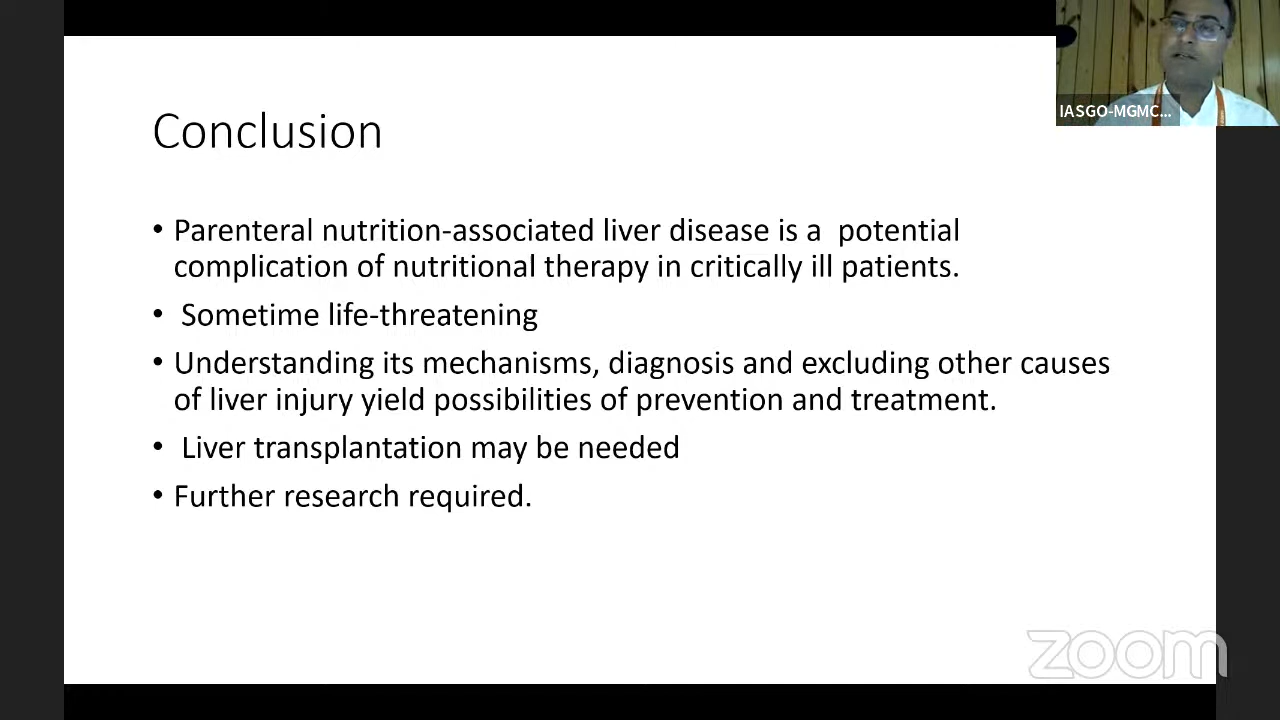 IASGO-MGMC...
Conclusion
• Parenteral nutrition-associated liver disease is a  potential
complication of nutritional therapy in critically ill patients.
•  Sometime life-threatening
• Understanding its mechanisms, diagnosis and excluding other causes
of liver injury yield possibilities of prevention and treatment.
•  Liver transplantation may be needed
• Further research required.
zoom